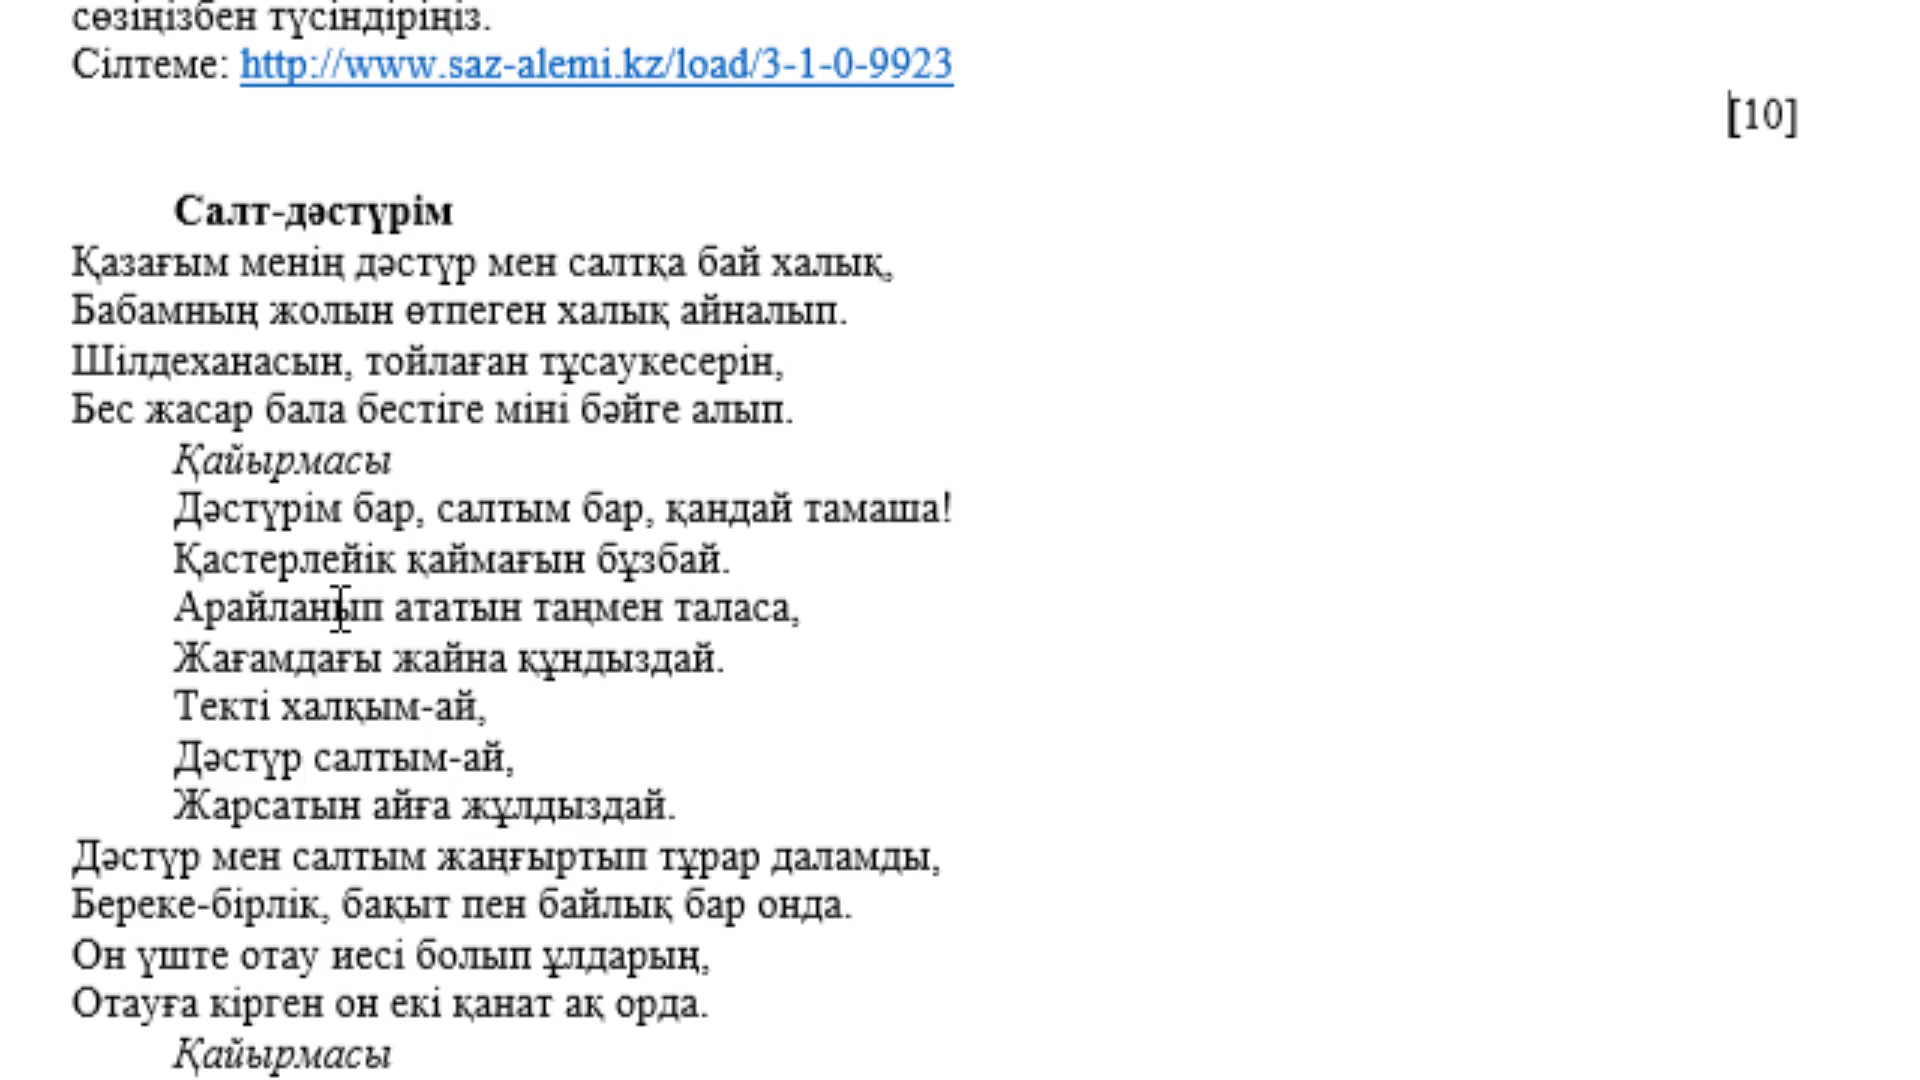 сөзіңізбен түсіндіріңіз.
Сілтеме: http://www.saz-alemi.kz/load/3-1-0-9923
[10]
Салт-дәстүрім
Қазағым менің дәстүр мен салтқа бай халық,
Бабамның жолын өтпеген халық айналып.
Шілдеханасын, тойлаған тұсаукесерін,
Бес жасар бала бестіге міні бәйге алып.
Қайырмасы
Дәстүрім бар, салтым бар, қандай тамаша!
Қастерлейік қаймағын бұзбай.
Арайланып ататын таңмен таласа,
Жағамдағы жайна құндыздай.
Текті халқым-ай,
Дәстүр салтым-ай,
Жарсатын айға жұлдыздай.
Дәстүр мен салтым жаңғыртып тұрар даламды,
Береке-бірлік, бақыт пен байлық бар онда.
Он үште отау иесі болып ұлдарың,
Отауға кірген он екі қанат ақ орда.
Қайырмасы